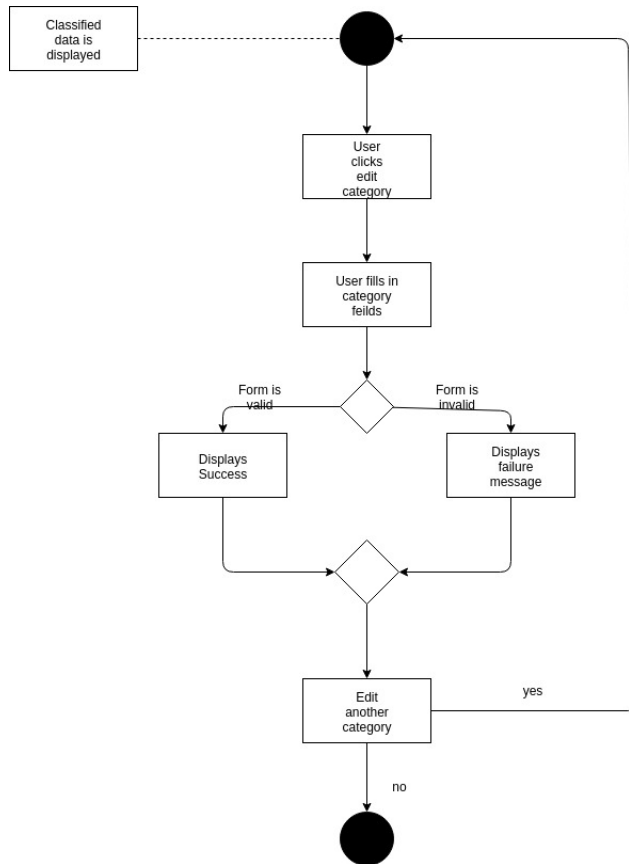 Classified
data is
displayed
User
clicks
edit
category
User fills in
category
feilds
Form is
valid
Form is
invalid
Displays
Success
Displays
failure
message
Edit
another
category
yes
no